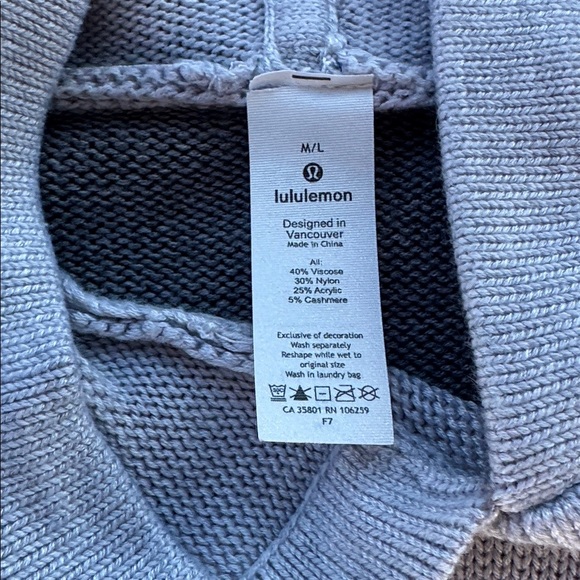 M/L
lululemon
Designed in
Vancouver
Made in China
All:
40% Viscose
30% Nylon
25% Acrylic
5% Cashmere
Exclusive of decoration
Wash separately
Reshape while wet to
original size
Wash in laundry bag
CA 35801 RN 106259
F7